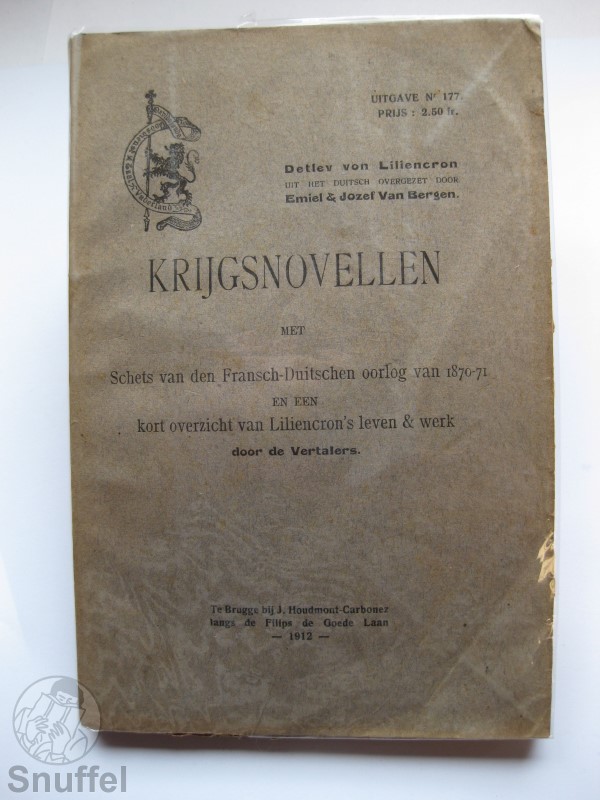 UITGAVE Nr 177.
PRIJS : 2.50 fr.
Detlev von Liliencron
UIT HET DUITSCH OVERGEZET DOOR
Emiel & Jozef Van Bergen.
KRIJGSNOVELLEN
MET
Schets van den Fransch-Duitschen oorlog van 1870-71
EN EEN
kort overzicht van Liliencron's leven & werk
door de Vertalers.
Te Brugge bij J. Houdmont-Carbonez
langs de Filips de Goede Laan
— 1912 —
Snuffel